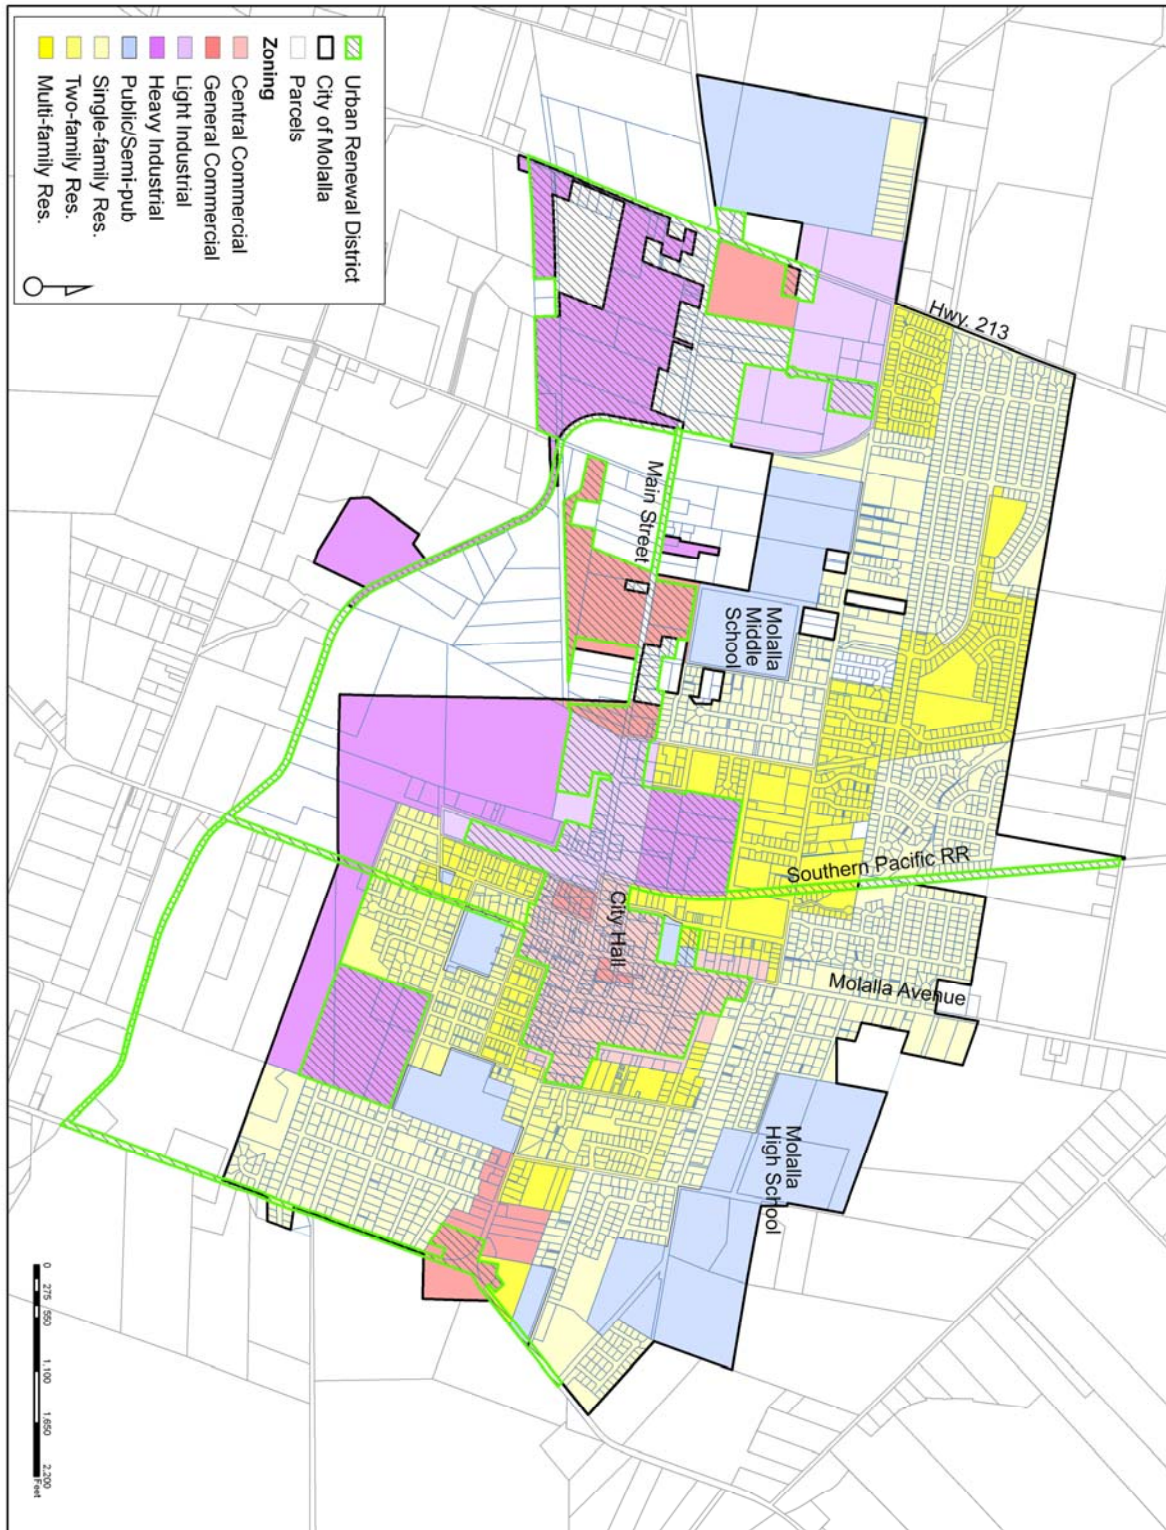 Urban Renewal District
City of Molalla
Parcels
Zoning
Central Commercial
General Commercial
Light Industrial
Heavy Industrial
Public/Semi-pub
Single-family Res.
Two-family Res.
Multi-family Res.
Hwy. 213
Main Street
Molalla
Middle
School
Southern Pacific RR
City Hall
Molalla Avenue
Molalla
High School
0 275 550 1,100 1,650 2,200
Feet